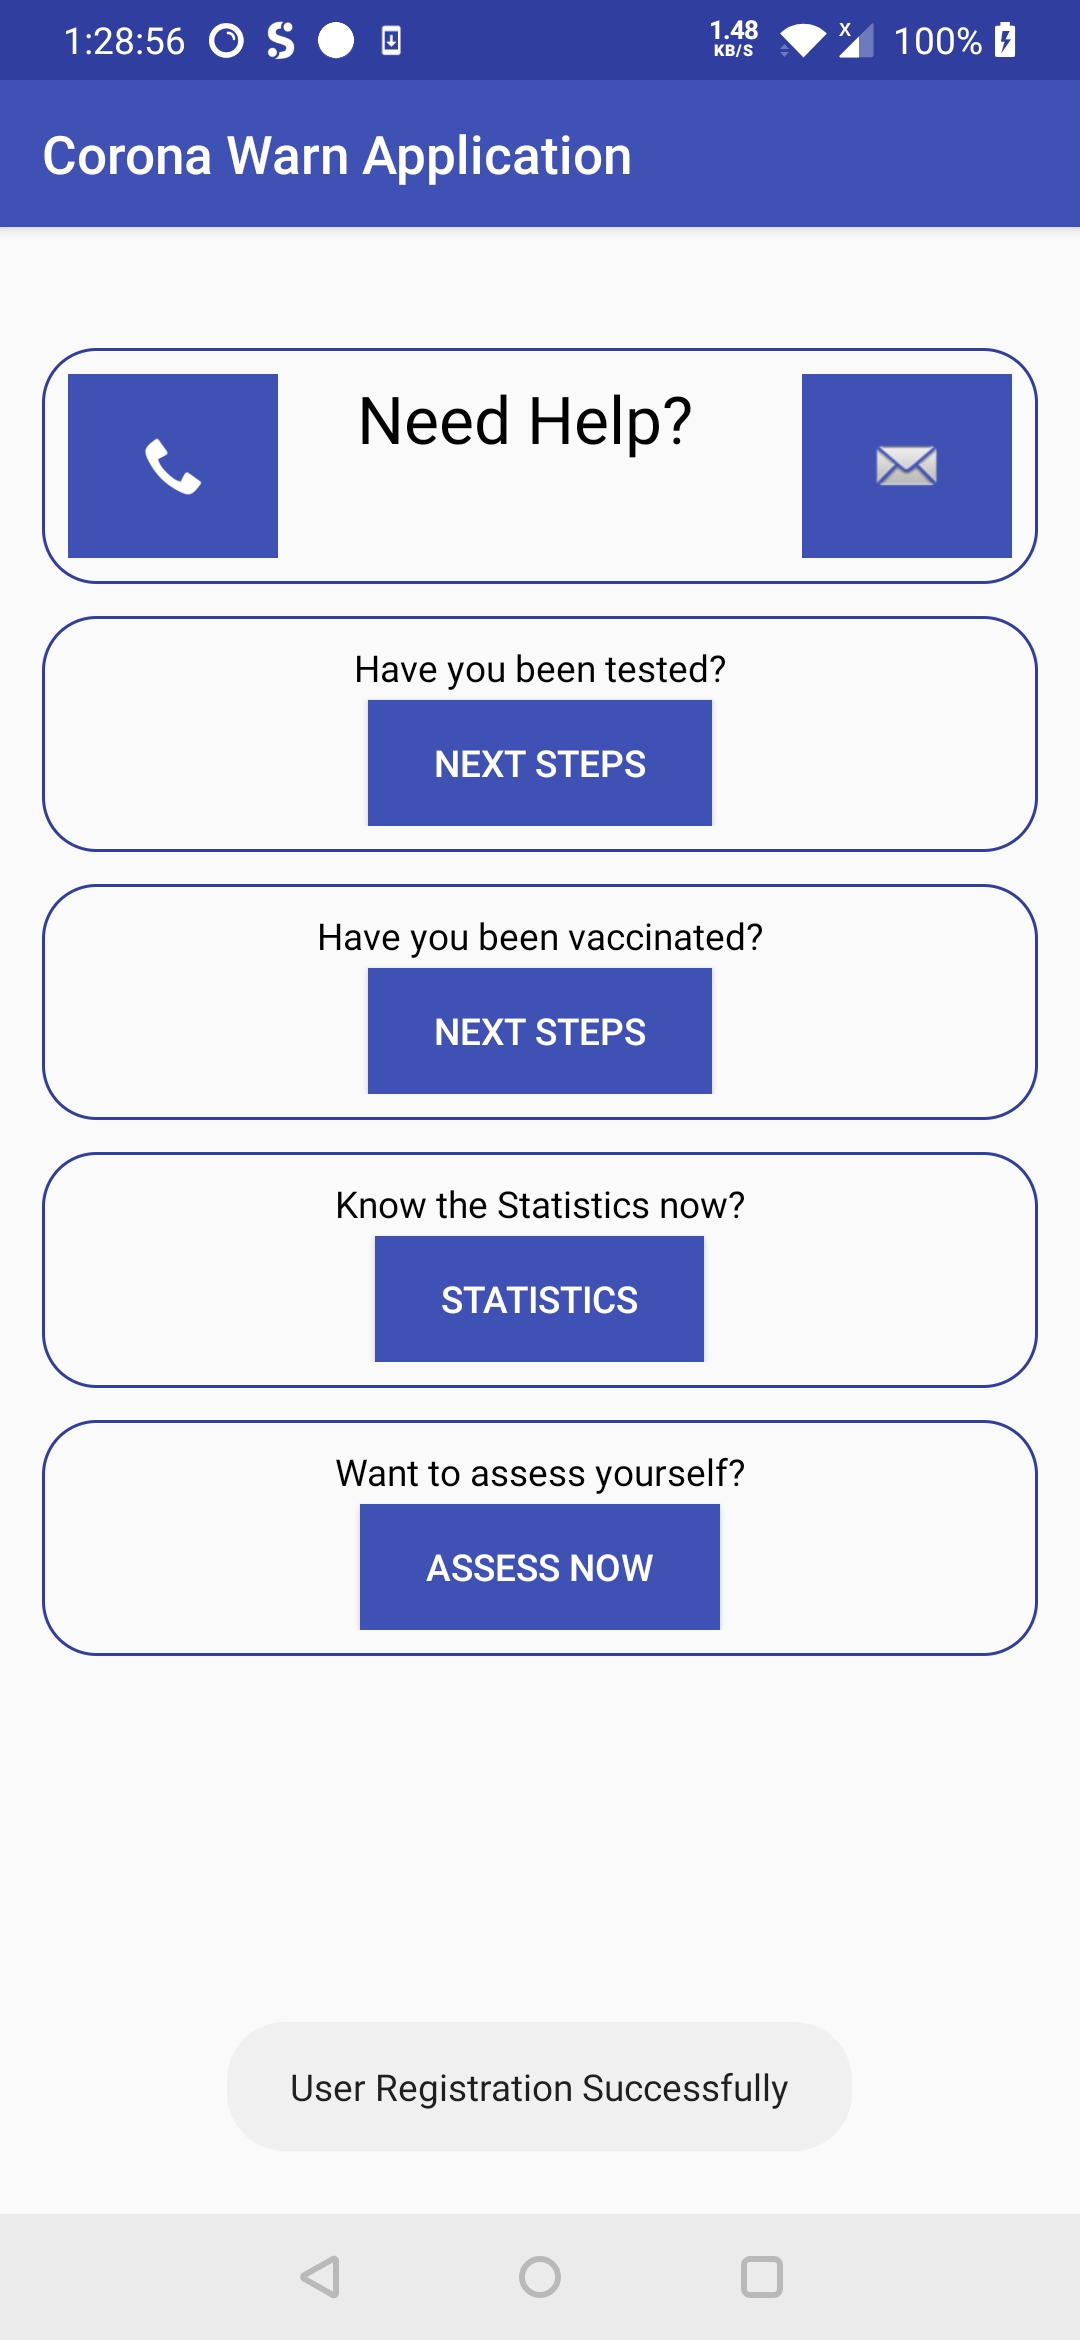 1:28:56 1.48 KB/S X 100%
Corona Warn Application
Need Help?
Have you been tested?
NEXT STEPS
Have you been vaccinated?
NEXT STEPS
Know the Statistics now?
STATISTICS
Want to assess yourself?
ASSESS NOW
User Registration Successfully